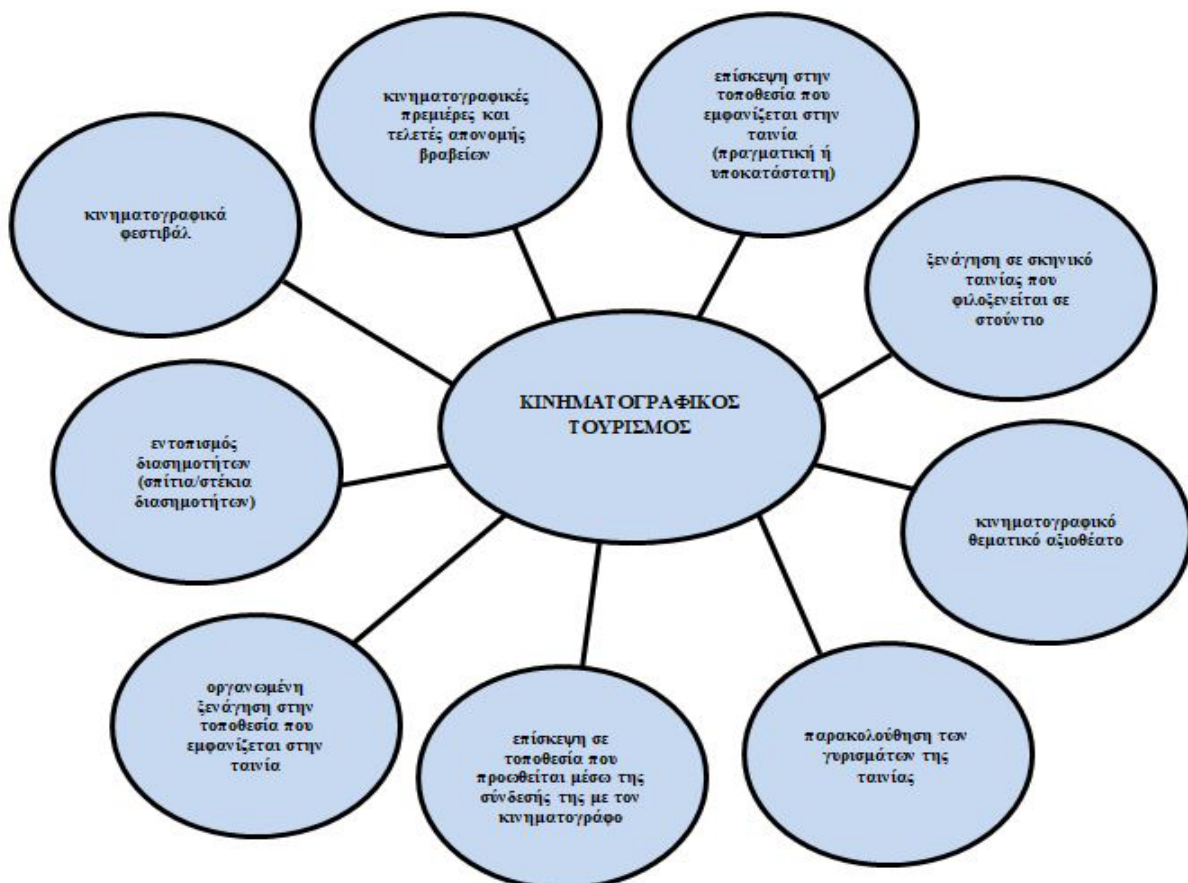 κινηματογραφικές
πρεμιέρες και
τελετές απονομής
βραβείων
επίσκεψη στην
τοποθεσία που
εμφανίζεται στην
ταινία
(πραγματική ή
υποκατάστατη)
κινηματογραφικά
φεστιβάλ
ξενάγηση σε σκηνικό
ταινίας που
φιλοξενείται σε
στούντιο
ΚΙΝΗΜΑΤΟΓΡΑΦΙΚΟΣ
ΤΟΥΡΙΣΜΟΣ
εντοπισμός
διασημοτήτων
(σπίτια/στέκια
διασημοτήτων)
κινηματογραφικό
θεματικό αξιοθέατο
οργανωμένη
ξενάγηση στην
τοποθεσία που
εμφανίζεται στην
ταινία
επίσκεψη σε
τοποθεσία που
προωθείται μέσω της
σύνδεσής της με τον
κινηματογράφο
παρακολούθηση των
γυρισμάτων της
ταινίας